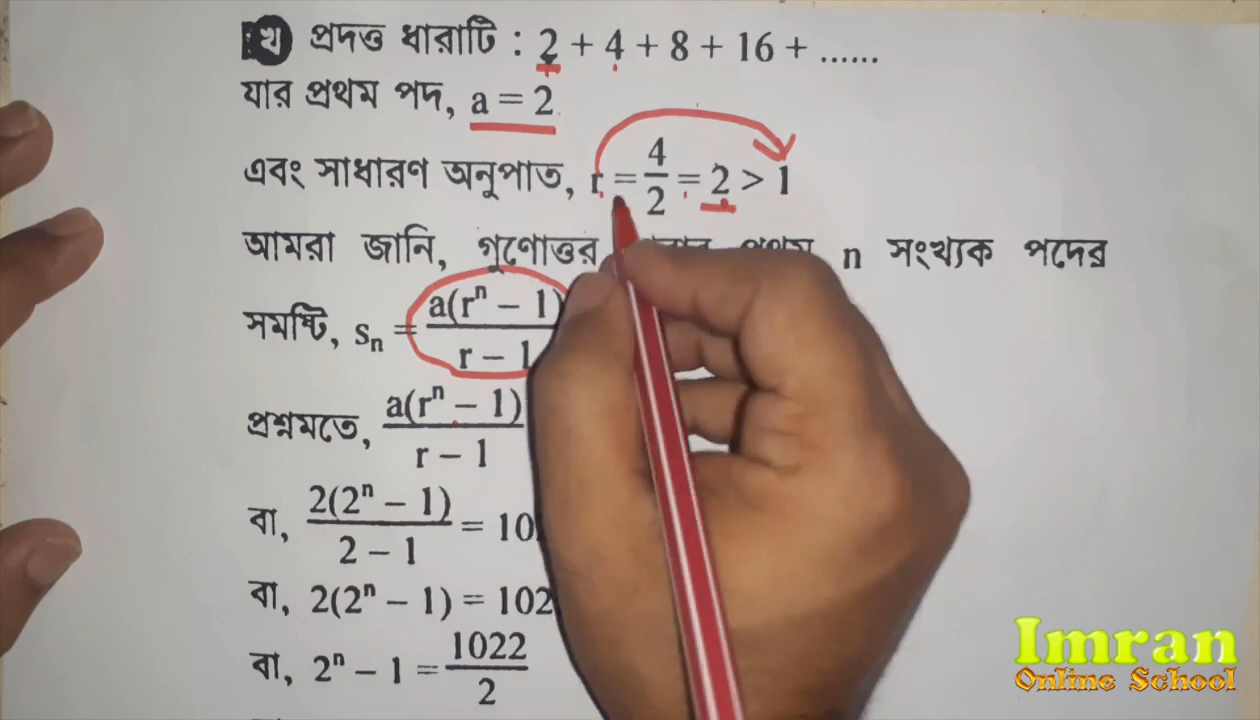 খ প্রদত্ত ধারাটি : 2 + 4 + 8 + 16 + ......
যার প্রথম পদ, a = 2
এবং সাধারণ অনুপাত, r = 4/2 = 2 > 1
আমরা জানি, গুণোত্তর n সংখ্যক পদের
সমষ্টি, sₙ = a(rⁿ – 1)/r – 1
প্রশ্নমতে, a(rⁿ – 1)/r – 1
বা, 2(2ⁿ – 1)/2 – 1 = 10
বা, 2(2ⁿ – 1) = 102
বা, 2ⁿ – 1 = 1022/2
Imran
Online School